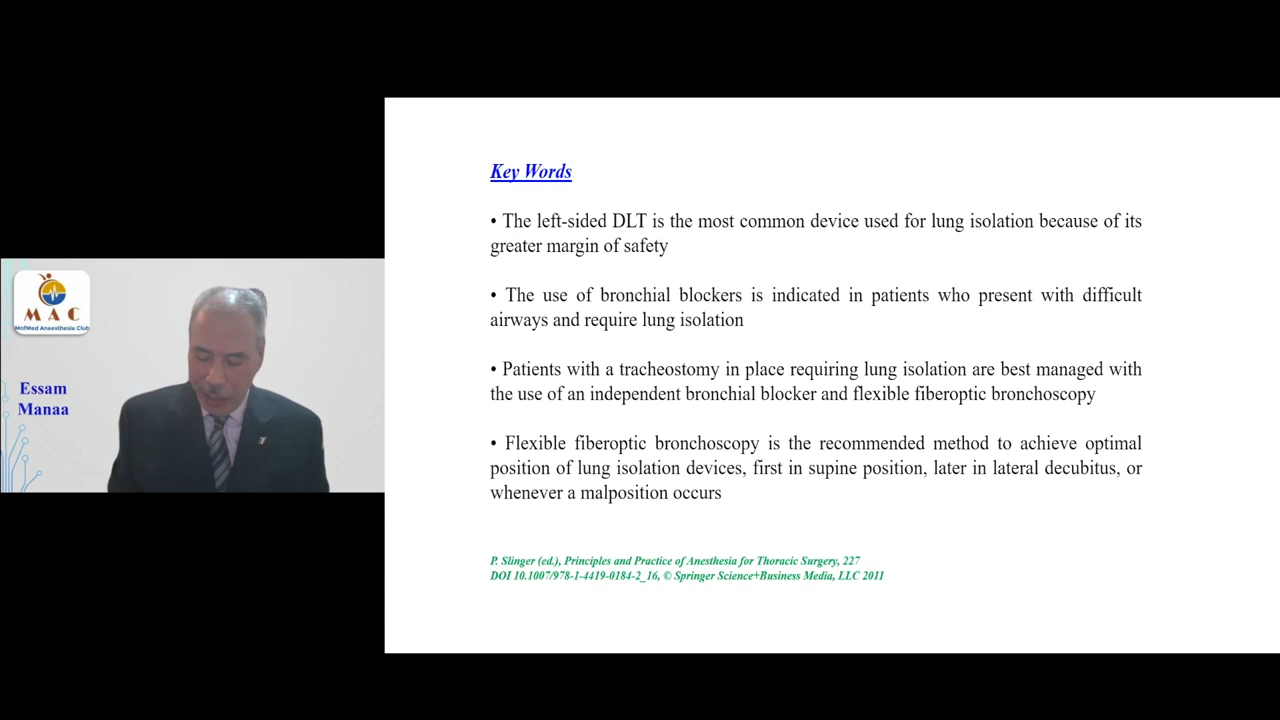 M A C
MnfMed Anaesthesia Club
Essam
Manaa
Key Words
• The left-sided DLT is the most common device used for lung isolation because of its
greater margin of safety
• The use of bronchial blockers is indicated in patients who present with difficult
airways and require lung isolation
• Patients with a tracheostomy in place requiring lung isolation are best managed with
the use of an independent bronchial blocker and flexible fiberoptic bronchoscopy
• Flexible fiberoptic bronchoscopy is the recommended method to achieve optimal
position of lung isolation devices, first in supine position, later in lateral decubitus, or
whenever a malposition occurs
P. Slinger (ed.), Principles and Practice of Anesthesia for Thoracic Surgery, 227
DOI 10.1007/978-1-4419-0184-2_16, © Springer Science+Business Media, LLC 2011